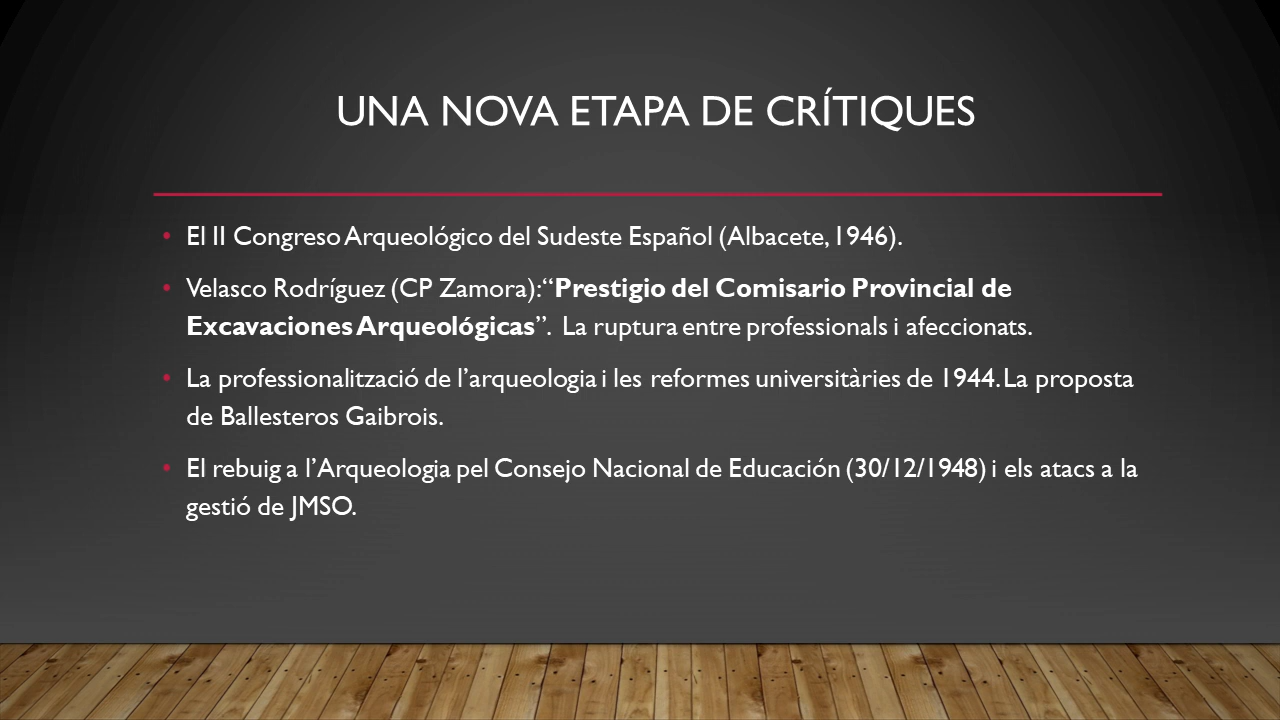 UNA NOVA ETAPA DE CRÍTIQUES
• El II Congreso Arqueológico del Sudeste Español (Albacete, 1946).
• Velasco Rodríguez (CP Zamora):“Prestigio del Comisario Provincial de
Excavaciones Arqueológicas”. La ruptura entre professionals i afeccionats.
• La professionalització de l’arqueologia i les reformes universitàries de 1944. La proposta
de Ballesteros Gaibrois.
• El rebuig a l’Arqueologia pel Consejo Nacional de Educación (30/12/1948) i els atacs a la
gestió de JMSO.